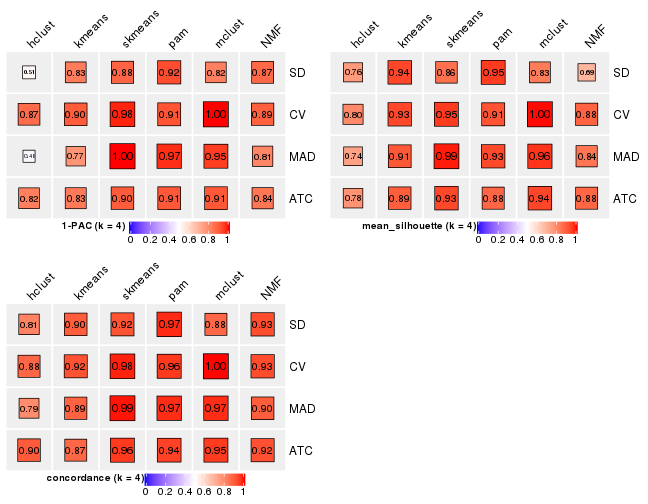 hclust kmeans skmeans pam mclust NMF
0.51 0.83 0.88 0.92 0.82 0.87 SD
0.87 0.90 0.98 0.91 1.00 0.89 CV
0.77 1.00 0.97 0.95 0.81 MAD
0.82 0.83 0.90 0.91 0.91 0.84 ATC
1-PAC (k = 4)
0 0.2 0.4 0.6 0.8 1
hclust kmeans skmeans pam mclust NMF
0.76 0.94 0.86 0.95 0.83 0.69 SD
0.80 0.93 0.95 0.91 1.00 0.88 CV
0.74 0.91 0.99 0.93 0.96 0.84 MAD
0.78 0.89 0.93 0.88 0.94 0.88 ATC
mean_silhouette (k = 4)
0 0.2 0.4 0.6 0.8 1
hclust kmeans skmeans pam mclust NMF
0.81 0.90 0.92 0.97 0.88 0.93 SD
0.88 0.92 0.98 0.96 1.00 0.93 CV
0.79 0.89 0.99 0.97 0.97 0.90 MAD
0.90 0.87 0.96 0.94 0.95 0.92 ATC
concordance (k = 4)
0 0.2 0.4 0.6 0.8 1